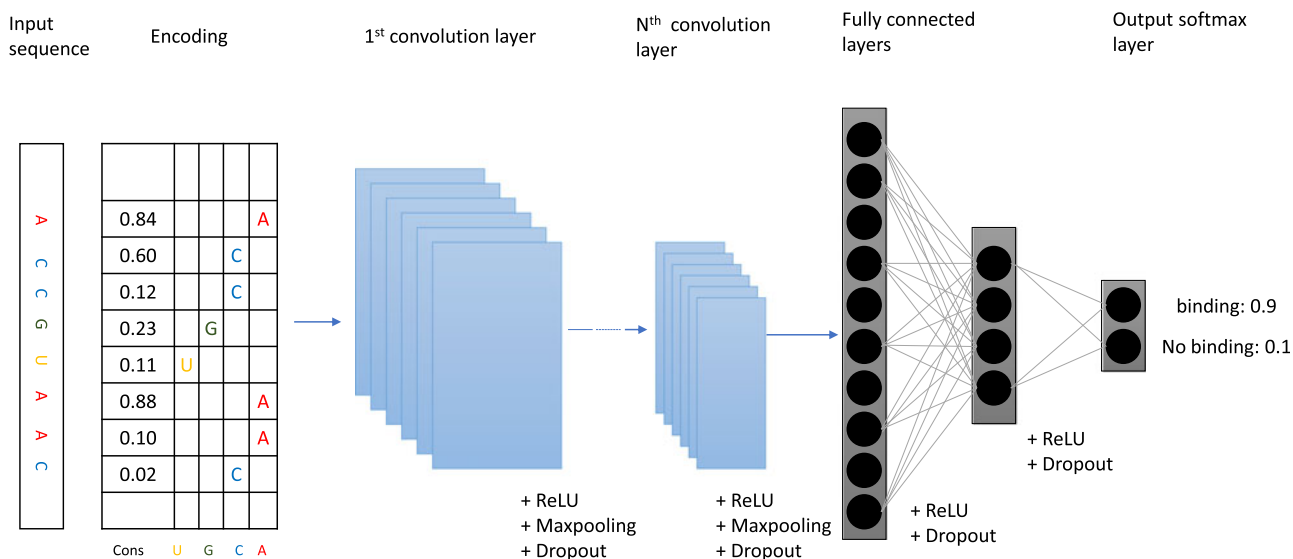 Input
sequence
Encoding
1st convolution layer
Nth convolution
layer
Fully connected
layers
Output softmax
layer
A
C
C
G
U
A
A
C
0.84 A
0.60 C
0.12 C
0.23 G
0.11 U
0.88 A
0.10 A
0.02 C
Cons U G C A
+ ReLU
+ Maxpooling
+ Dropout
+ ReLU
+ Maxpooling
+ Dropout
+ ReLU
+ Dropout
+ ReLU
+ Dropout
binding: 0.9
No binding: 0.1